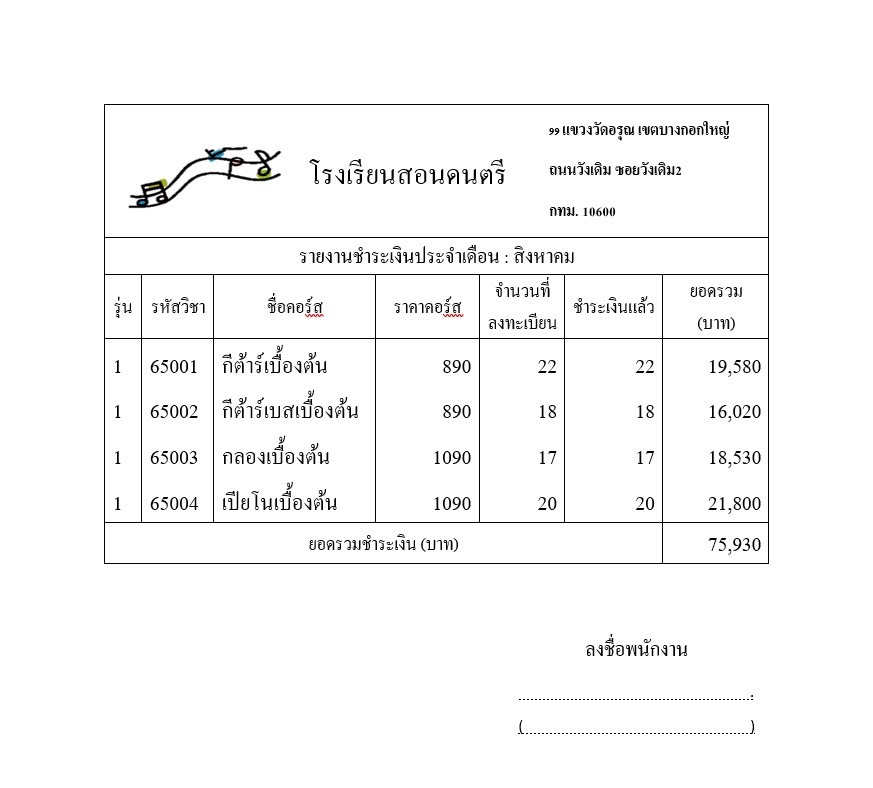 ๑๑ แขวงวัดอรุณ เขตบางกอกใหญ่
โรงเรียนสอนดนตรี
ถนนวังเดิม ซอยวังเดิม2
กทม. 10600
รายงานชำระเงินประจำเดือน : สิงหาคม
รุ่น รหัสวิชา ชื่อคอร์ส ราคาคอร์ส จำนวนที่ลงทะเบียน ชำระเงินแล้ว ยอดรวม (บาท)
1 65001 กีต้าร์เบื้องต้น 890 22 22 19,580
1 65002 กีต้าร์เบสเบื้องต้น 890 18 18 16,020
1 65003 กลองเบื้องต้น 1090 17 17 18,530
1 65004 เปียโนเบื้องต้น 1090 20 20 21,800
ยอดรวมชำระเงิน (บาท) 75,930
ลงชื่อพนักงาน